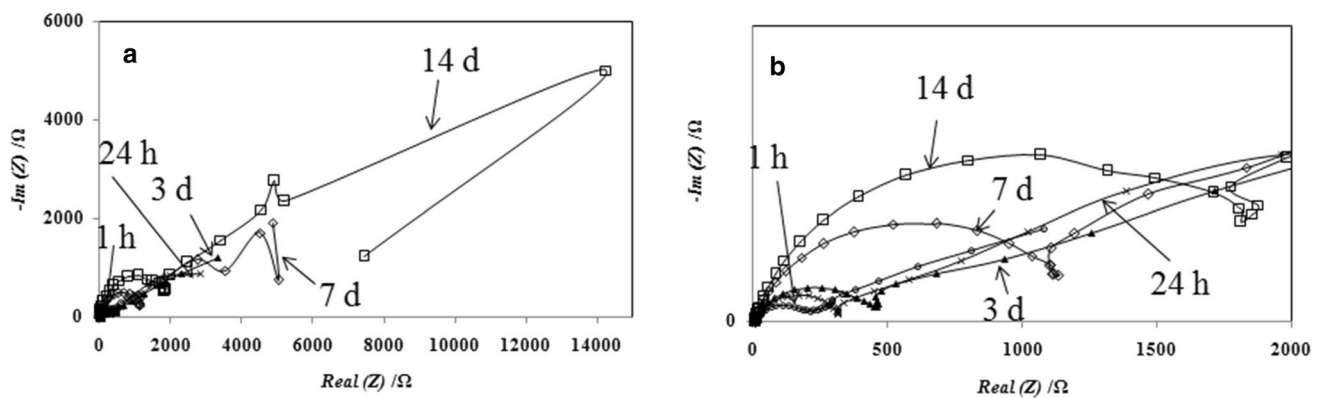 a
6000
4000
2000
0
-Im (Z) /Ω
14 d
24 h
3 d
1 h
7 d
0 2000 4000 6000 8000 10000 12000 14000
Real (Z) /Ω
b
14 d
1 h
7 d
24 h
3 d
-Im (Z) /Ω
0
0 500 1000 1500 2000
Real (Z) /Ω